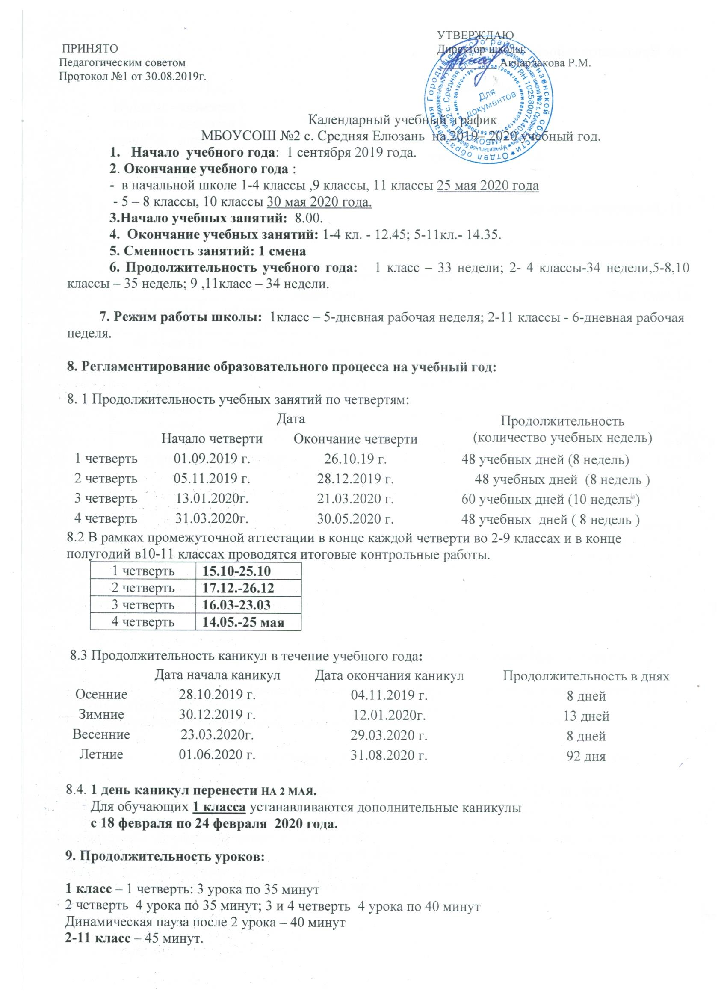 ПРИНЯТО
Педагогическим советом
Протокол №1 от 30.08.2019г.
УТВЕРЖДАЮ
Директор школы:
Акчардакова Р.М.
Отдел образования Городищенского района Пензенской области
ОГРН 1025800744056
(МБОУСОШ №2 с. Средняя Елюзань)
ИНН 5812004199
Для
документов
Календарный учебный график
МБОУСОШ №2 с. Средняя Елюзань на 2019– 2020 учебный год.
1. Начало учебного года: 1 сентября 2019 года.
2. Окончание учебного года :
- в начальной школе 1-4 классы ,9 классы, 11 классы 25 мая 2020 года
- 5 – 8 классы, 10 классы 30 мая 2020 года.
3.Начало учебных занятий: 8.00.
4. Окончание учебных занятий: 1-4 кл. - 12.45; 5-11кл.- 14.35.
5. Сменность занятий: 1 смена
6. Продолжительность учебного года: 1 класс – 33 недели; 2- 4 классы-34 недели,5-8,10
классы – 35 недель; 9 ,11класс – 34 недели.
7. Режим работы школы: 1класс – 5-дневная рабочая неделя; 2-11 классы - 6-дневная рабочая
неделя.
8. Регламентирование образовательного процесса на учебный год:
8. 1 Продолжительность учебных занятий по четвертям:
Дата Продолжительность
Начало четверти Окончание четверти (количество учебных недель)
1 четверть 01.09.2019 г. 26.10.19 г. 48 учебных дней (8 недель)
2 четверть 05.11.2019 г. 28.12.2019 г. 48 учебных дней (8 недель )
3 четверть 13.01.2020г. 21.03.2020 г. 60 учебных дней (10 недель )
4 четверть 31.03.2020г. 30.05.2020 г. 48 учебных дней ( 8 недель )
8.2 В рамках промежуточной аттестации в конце каждой четверти во 2-9 классах и в конце
полугодий в10-11 классах проводятся итоговые контрольные работы.
1 четверть 15.10-25.10
2 четверть 17.12.-26.12
3 четверть 16.03-23.03
4 четверть 14.05.-25 мая
8.3 Продолжительность каникул в течение учебного года:
Дата начала каникул Дата окончания каникул Продолжительность в днях
Осенние 28.10.2019 г. 04.11.2019 г. 8 дней
Зимние 30.12.2019 г. 12.01.2020г. 13 дней
Весенние 23.03.2020г. 29.03.2020 г. 8 дней
Летние 01.06.2020 г. 31.08.2020 г. 92 дня
8.4. 1 день каникул перенести НА 2 МАЯ.
Для обучающих 1 класса устанавливаются дополнительные каникулы
с 18 февраля по 24 февраля 2020 года.
9. Продолжительность уроков:
1 класс – 1 четверть: 3 урока по 35 минут
2 четверть 4 урока по 35 минут; 3 и 4 четверть 4 урока по 40 минут
Динамическая пауза после 2 урока – 40 минут
2-11 класс – 45 минут.